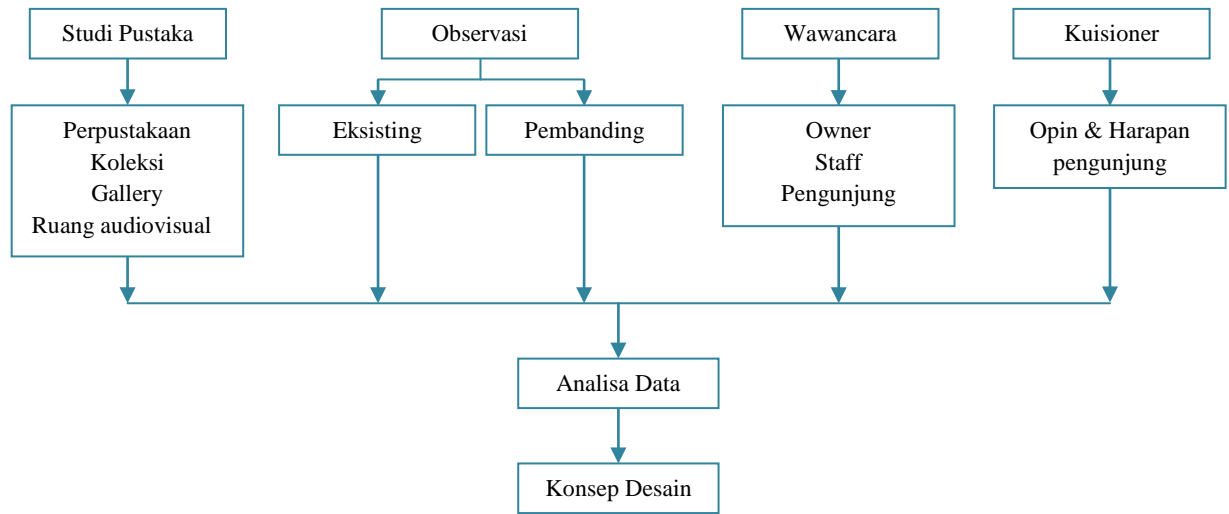 Studi Pustaka
Observasi
Wawancara
Kuisioner
Perpustakaan
Koleksi
Gallery
Ruang audiovisual
Eksisting
Pembanding
Owner
Staff
Pengunjung
Opin & Harapan
pengunjung
Analisa Data
Konsep Desain